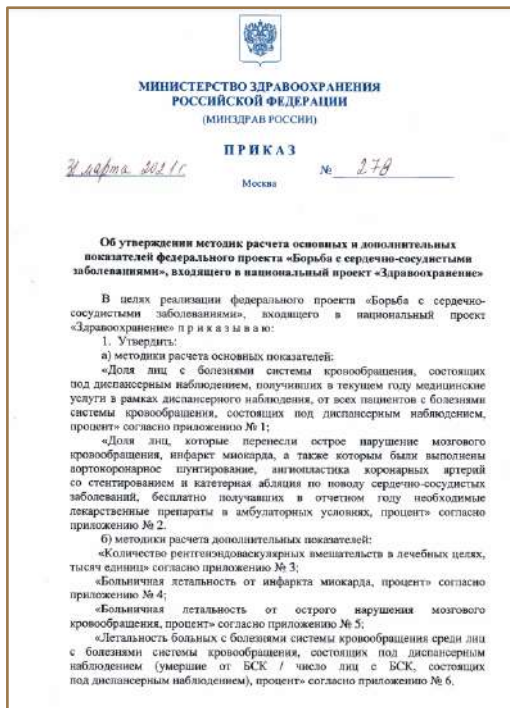 МИНИСТЕРСТВО ЗДРАВООХРАНЕНИЯ
РОССИЙСКОЙ ФЕДЕРАЦИИ
(МИНЗДРАВ РОССИИ)
ПРИКАЗ
31 марта 2021 г. № 278
Москва
Об утверждении методик расчета основных и дополнительных
показателей федерального проекта «Борьба с сердечно-сосудистыми
заболеваниями», входящего в национальный проект «Здравоохранение»
В целях реализации федерального проекта «Борьба с сердечно-
сосудистыми заболеваниями», входящего в национальный проект
«Здравоохранение» приказываю:
1. Утвердить:
а) методики расчета основных показателей:
«Доля лиц с болезнями системы кровообращения, состоящих
под диспансерным наблюдением, получивших в текущем году медицинские
услуги в рамках диспансерного наблюдения, от всех пациентов с болезнями
системы кровообращения, состоящих под диспансерным наблюдением,
процент» согласно приложению № 1;
«Доля лиц, которые перенесли острое нарушение мозгового
кровообращения, инфаркт миокарда, а также которым были выполнены
аортокоронарное шунтирование, ангиопластика коронарных артерий
со стентированием и катетерная абляция по поводу сердечно-сосудистых
заболеваний, бесплатно получавших в отчетном году необходимые
лекарственные препараты в амбулаторных условиях, процент» согласно
приложению № 2.
б) методики расчета дополнительных показателей:
«Количество рентгенэндоваскулярных вмешательств в лечебных целях,
тысяч единиц» согласно приложению № 3;
«Больничная летальность от инфаркта миокарда, процент» согласно
приложению № 4;
«Больничная летальность от острого нарушения мозгового
кровообращения, процент» согласно приложению № 5;
«Летальность больных с болезнями системы кровообращения среди лиц
с болезнями системы кровообращения, состоящих под диспансерным
наблюдением (умершие от БСК / число лиц с БСК, состоящих
под диспансерным наблюдением), процент» согласно приложению № 6.